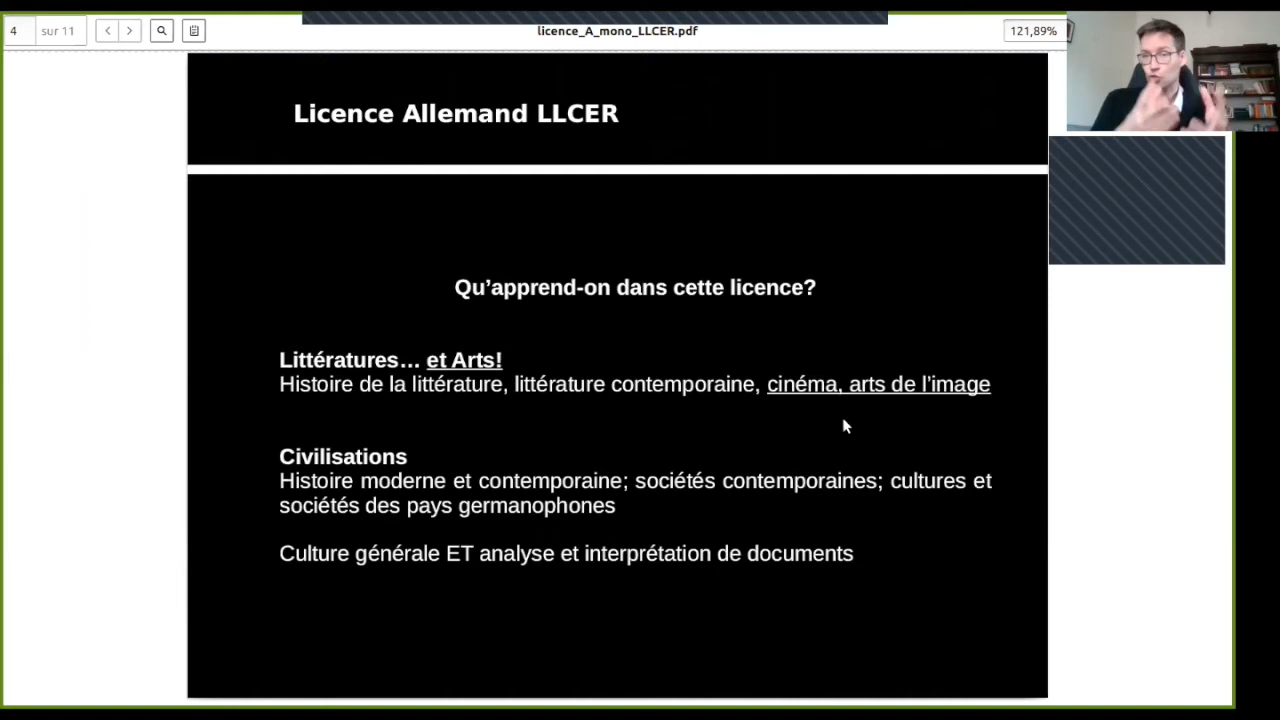 4 sur 11
licence_A_mono_LLCER.pdf
121,89%
Licence Allemand LLCER
Qu’apprend-on dans cette licence?
Littératures… et Arts!
Histoire de la littérature, littérature contemporaine, cinéma, arts de l’image
Civilisations
Histoire moderne et contemporaine; sociétés contemporaines; cultures et
sociétés des pays germanophones
Culture générale ET analyse et interprétation de documents